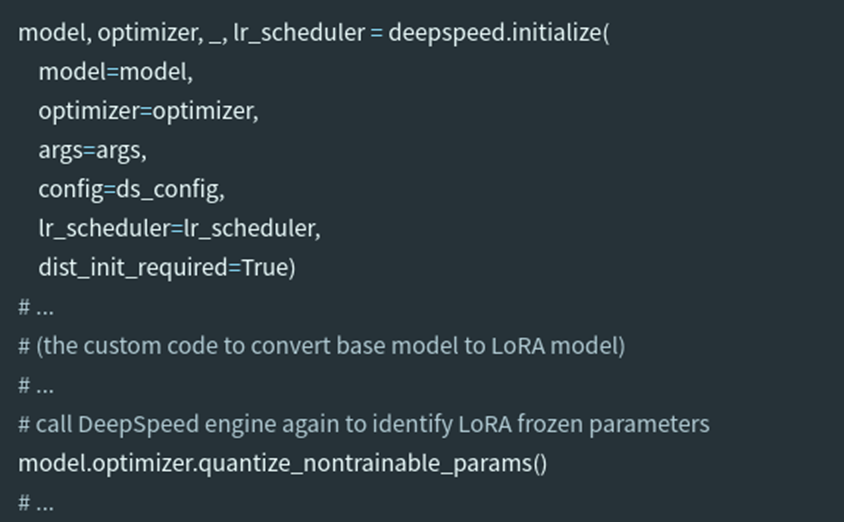 model, optimizer, _, lr_scheduler = deepspeed.initialize(
model=model,
optimizer=optimizer,
args=args,
config=ds_config,
lr_scheduler=lr_scheduler,
dist_init_required=True)
# ...
# (the custom code to convert base model to LoRA model)
# ...
# call DeepSpeed engine again to identify LoRA frozen parameters
model.optimizer.quantize_nontrainable_params()
# ...